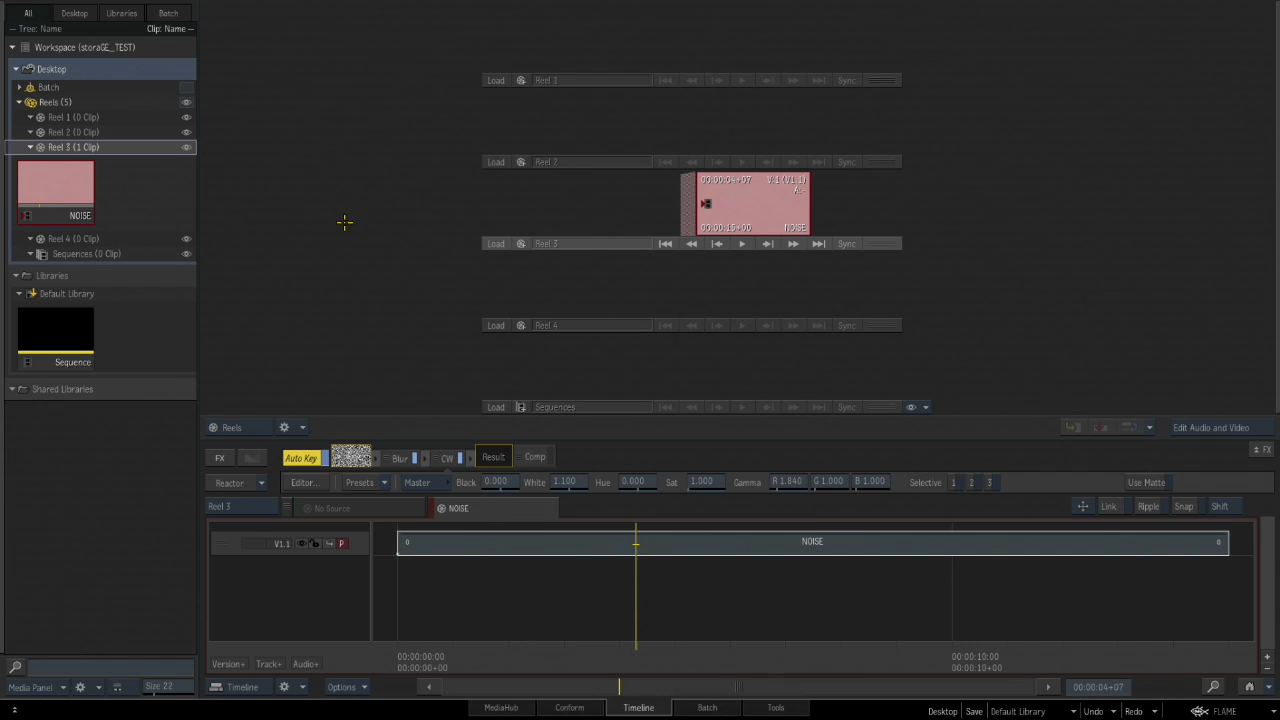 All Desktop Libraries Batch
Tree: Name Clip: Name
Workspace (storaGE_TEST)
Desktop
Batch
Reels (5)
Reel 1 (0 Clip)
Reel 2 (0 Clip)
Reel 3 (1 Clip)
NOISE
Reel 4 (0 Clip)
Sequences (0 Clip)
Libraries
Default Library
Sequence
Shared Libraries
Load Reel 1 Sync
Load Reel 2 Sync
00:00:04+07 V:1 (V1.1)
A:-
00:00:15+00 NOISE
Load Reel 3 Sync
Load Reel 4 Sync
Load Sequences Sync
Reels Edit Audio and Video
FX Auto Key Blur CW Result Comp FX
Reactor Editor... Presets Master Black 0.000 White 1.100 Hue 0.000 Sat 1.000 Gamma R 1.840 G 1.000 B 1.000 Selective 1 2 3 Use Matte
Reel 3 No Source NOISE Link Ripple Snap Shift
V1.1 P 0 NOISE 0
Version+ Track+ Audio+
00:00:00:00 00:00:10:00
00:00:00+00 00:00:10+00
Media Panel Size 22 Timeline Options 00:00:04+07
MediaHub Conform Timeline Batch Tools Desktop Save Default Library Undo Redo FLAME